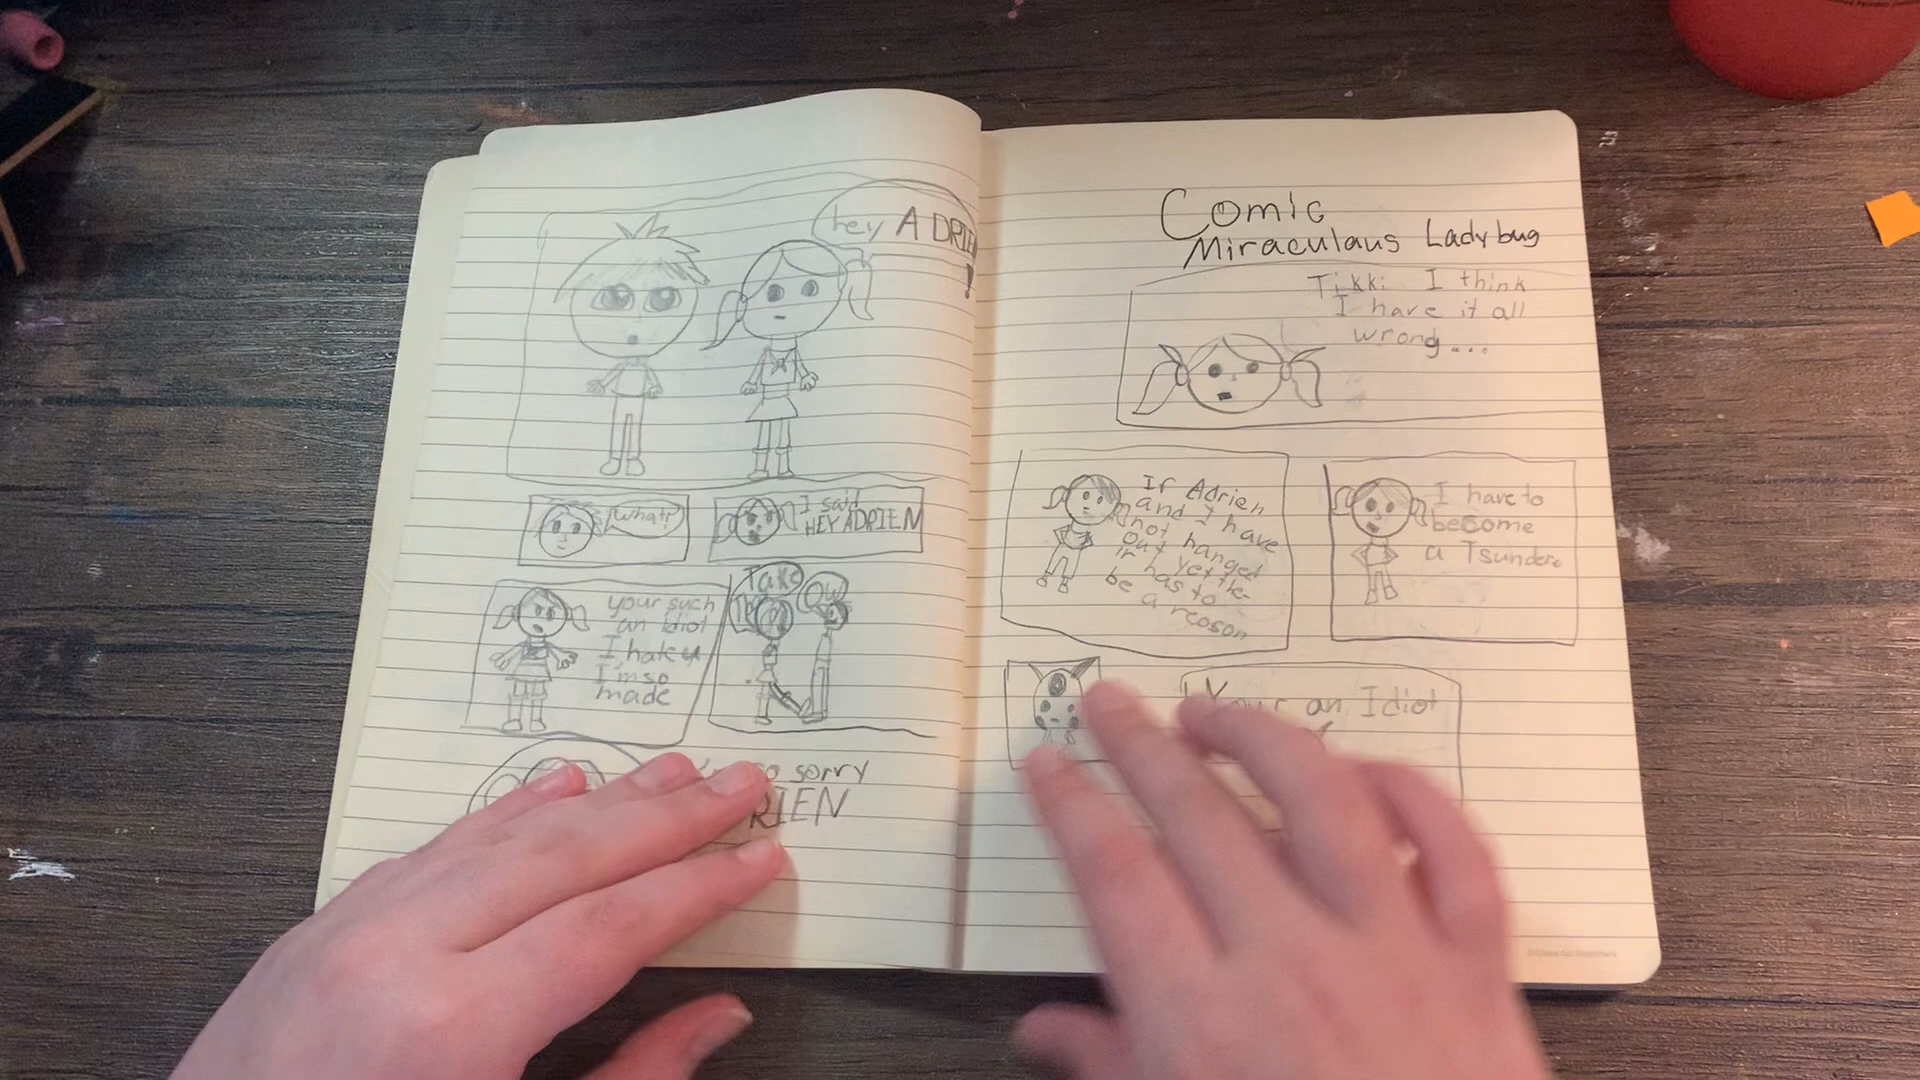 hey ADRIEN
!
what?
I said
HEY ADRIEN
your such
an idiot
I hate u
I'm so
made
Take
Ow
so sorry
RIEN
Comic
Miraculaus Ladybug
Tikki I think
I have it all
wrong...
If Adrien
and I have
not hanged
out yet the-
ir has to
be a reoson
I have to
become
a Tsundere
Your an Idiot